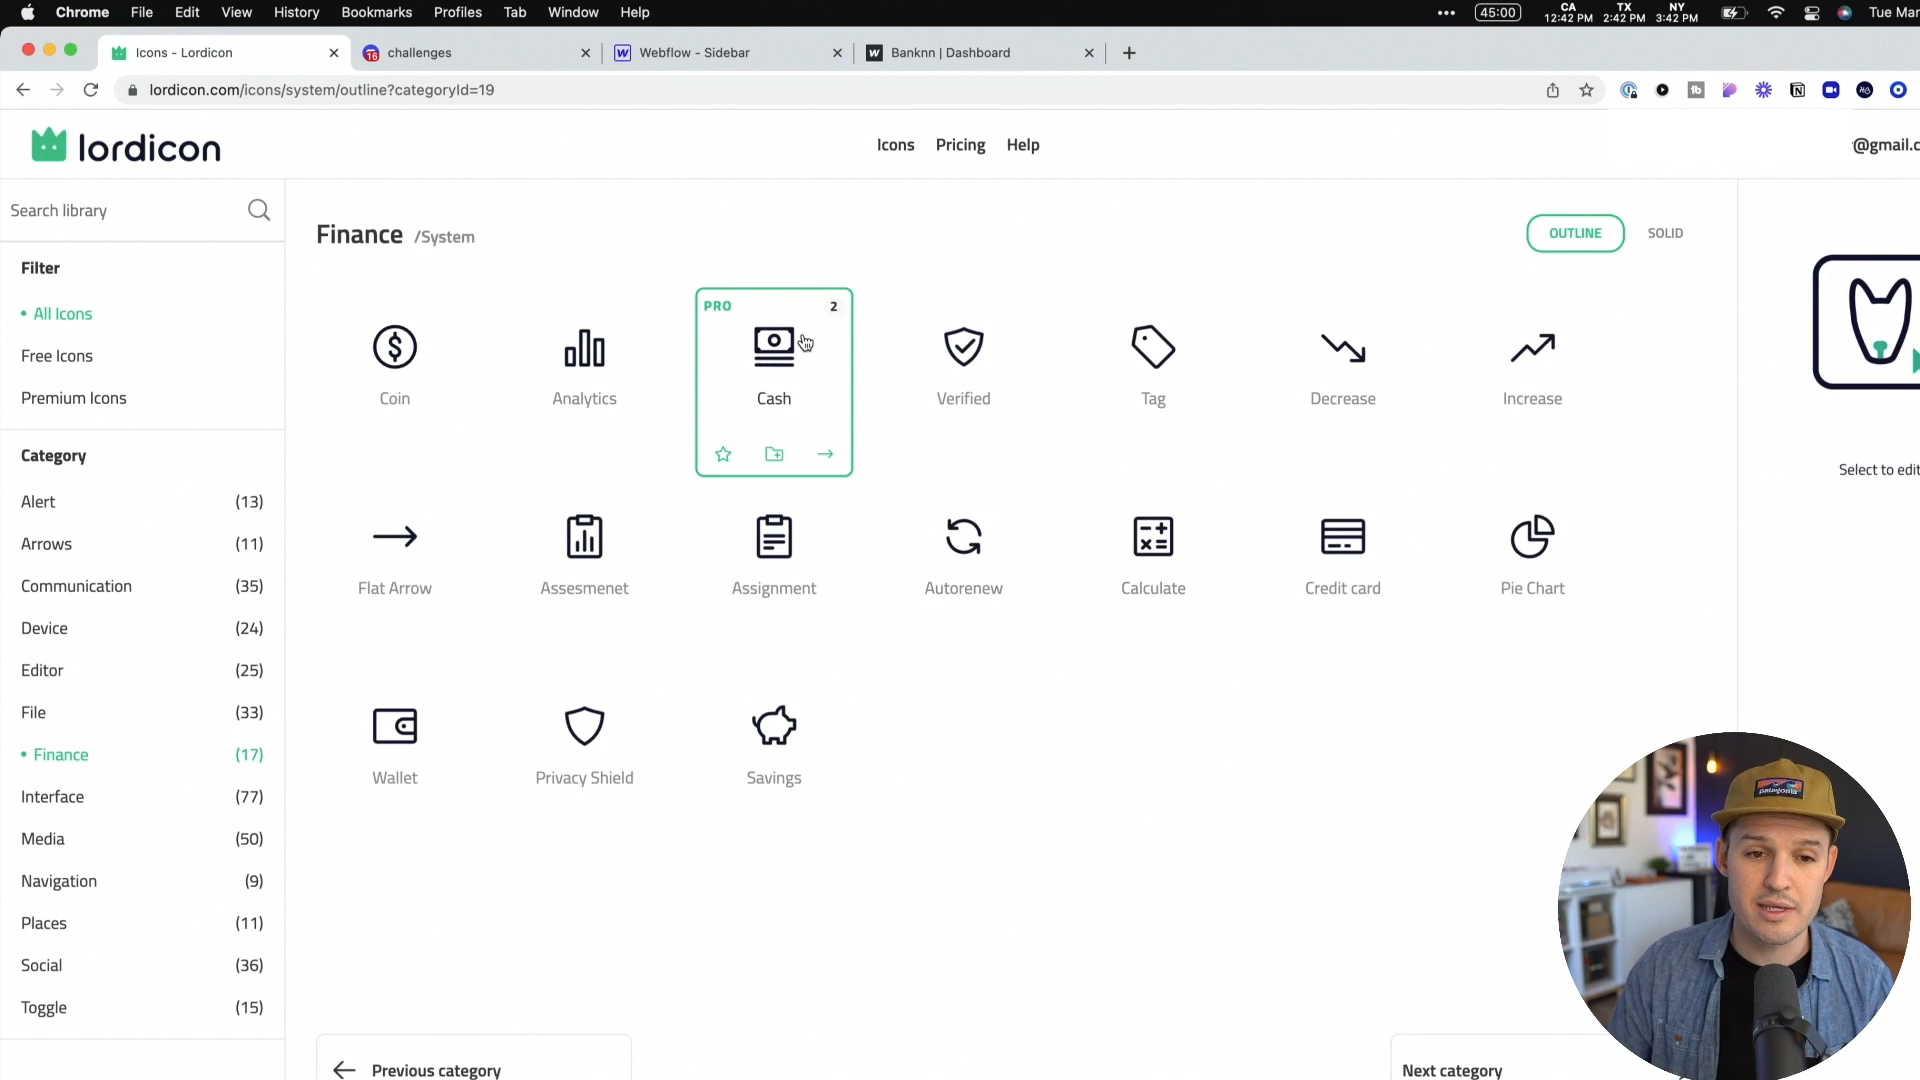 Chrome File Edit View History Bookmarks Profiles Tab Window Help
45:00
CA 12:42 PM
TX 2:42 PM
NY 3:42 PM
Tue Mar
Icons - Lordicon
16
challenges
Webflow - Sidebar
Banknn | Dashboard
lordicon.com/icons/system/outline?categoryId=19
lordicon
Icons Pricing Help
@gmail.c
Search library
Filter
• All Icons
Free Icons
Premium Icons
Category
Alert (13)
Arrows (11)
Communication (35)
Device (24)
Editor (25)
File (33)
• Finance (17)
Interface (77)
Media (50)
Navigation (9)
Places (11)
Social (36)
Toggle (15)
Finance /System
OUTLINE SOLID
PRO 2
Coin Analytics Cash Verified Tag Decrease Increase
Flat Arrow Assesmenet Assignment Autorenew Calculate Credit card Pie Chart
Wallet Privacy Shield Savings
Select to edit
Previous category
Next category
patagonia